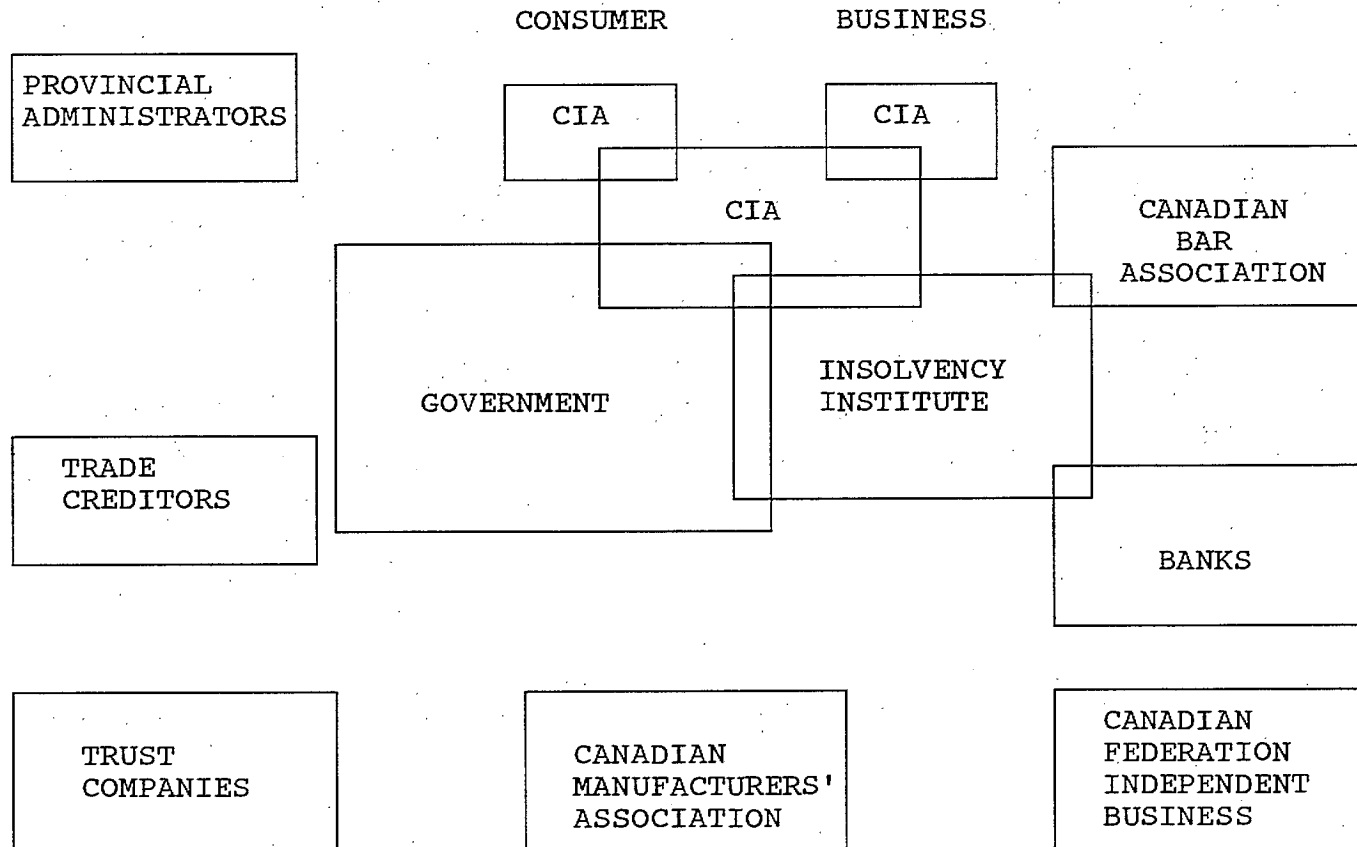 CONSUMER
BUSINESS
PROVINCIAL
ADMINISTRATORS
CIA
CIA
CIA
CANADIAN
BAR
ASSOCIATION
GOVERNMENT
INSOLVENCY
INSTITUTE
TRADE
CREDITORS
BANKS
TRUST
COMPANIES
CANADIAN
MANUFACTURERS'
ASSOCIATION
CANADIAN
FEDERATION
INDEPENDENT
BUSINESS